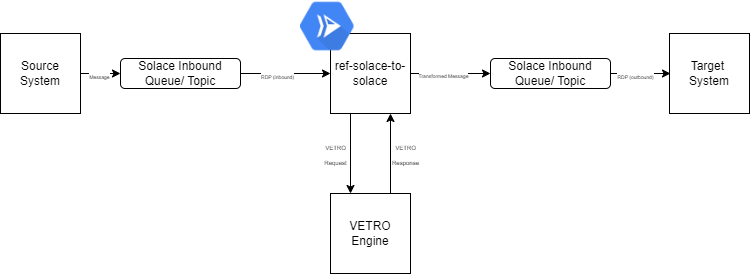 Source
System
Message
Solace Inbound
Queue/ Topic
RDP (inbound)
ref-solace-to-
solace
Transformed Message
Solace Inbound
Queue/ Topic
RDP (outbound)
Target
System
VETRO
Request
VETRO
Response
VETRO
Engine